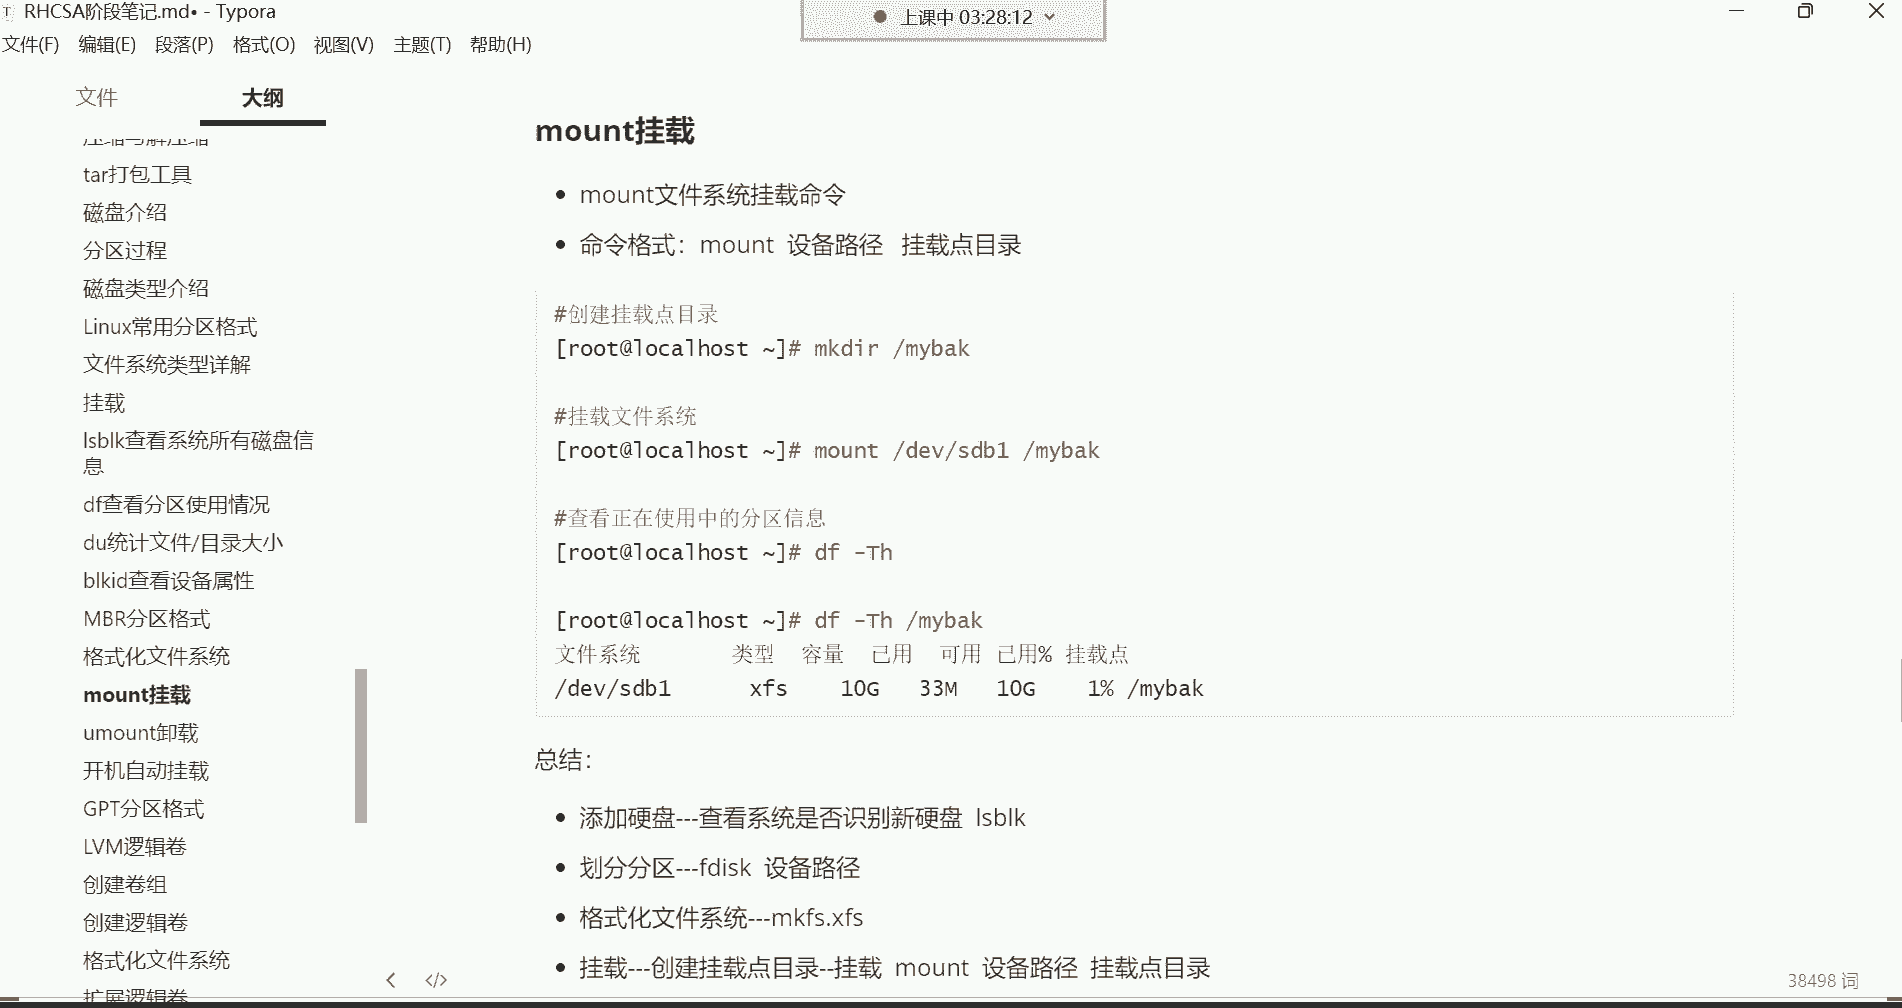 RHCSA阶段笔记.md• - Typora
上课中 03:28:12
文件(F) 编辑(E) 段落(P) 格式(O) 视图(V) 主题(T) 帮助(H)
文件 大纲
压缩与解压缩
tar打包工具
磁盘介绍
分区过程
磁盘类型介绍
Linux常用分区格式
文件系统类型详解
挂载
lsblk查看系统所有磁盘信
息
df查看分区使用情况
du统计文件/目录大小
blkid查看设备属性
MBR分区格式
格式化文件系统
mount挂载
umount卸载
开机自动挂载
GPT分区格式
LVM逻辑卷
创建卷组
创建逻辑卷
格式化文件系统
扩展逻辑卷
mount挂载
• mount文件系统挂载命令
• 命令格式：mount 设备路径 挂载点目录
#创建挂载点目录
[root@localhost ~]# mkdir /mybak
#挂载文件系统
[root@localhost ~]# mount /dev/sdb1 /mybak
#查看正在使用中的分区信息
[root@localhost ~]# df -Th
[root@localhost ~]# df -Th /mybak
文件系统 类型 容量 已用 可用 已用% 挂载点
/dev/sdb1 xfs 10G 33M 10G 1% /mybak
总结：
• 添加硬盘---查看系统是否识别新硬盘 lsblk
• 划分分区---fdisk 设备路径
• 格式化文件系统---mkfs.xfs
• 挂载---创建挂载点目录--挂载 mount 设备路径 挂载点目录
38498 词